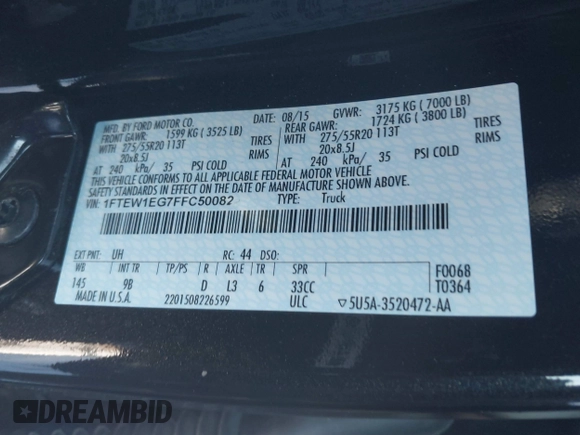 MFD. BY FORD MOTOR CO.
DATE: 08/15 GVWR: 3175 KG ( 7000 LB)
FRONT GAWR: 1599 KG ( 3525 LB) REAR GAWR: 1724 KG ( 3800 LB)
WITH 275/55R20 113T TIRES WITH 275/55R20 113T TIRES
20x8.5J RIMS 20x8.5J RIMS
AT 240 kPa/ 35 PSI COLD AT 240 kPa/ 35 PSI COLD
THIS VEHICLE CONFORMS TO ALL APPLICABLE FEDERAL MOTOR VEHICLE
SAFETY STANDARDS IN EFFECT ON THE DATE OF MANUFACTURE SHOWN ABOVE.
VIN: 1FTEW1EG7FFC50082 TYPE: Truck
EXT PNT: UH RC: 44 DSO:
WB INT TR TP/PS R AXLE TR SPR F0068
145 9B D L3 6 33CC T0364
MADE IN U.S.A. 2201508226599 ULC ▽5U5A-3520472-AA
DREAMBID